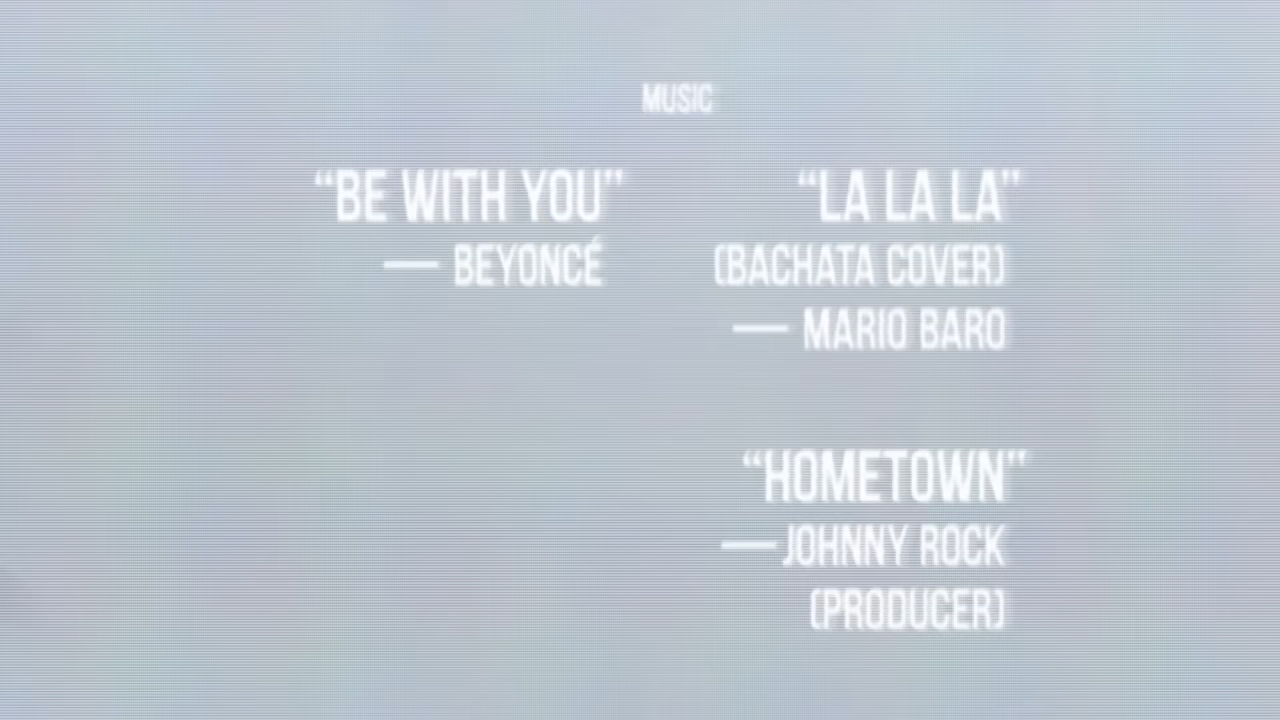 MUSIC
“BE WITH YOU”
— BEYONCÉ
“LA LA LA”
(BACHATA COVER)
— MARIO BARO
“HOMETOWN”
—JOHNNY ROCK
(PRODUCER)